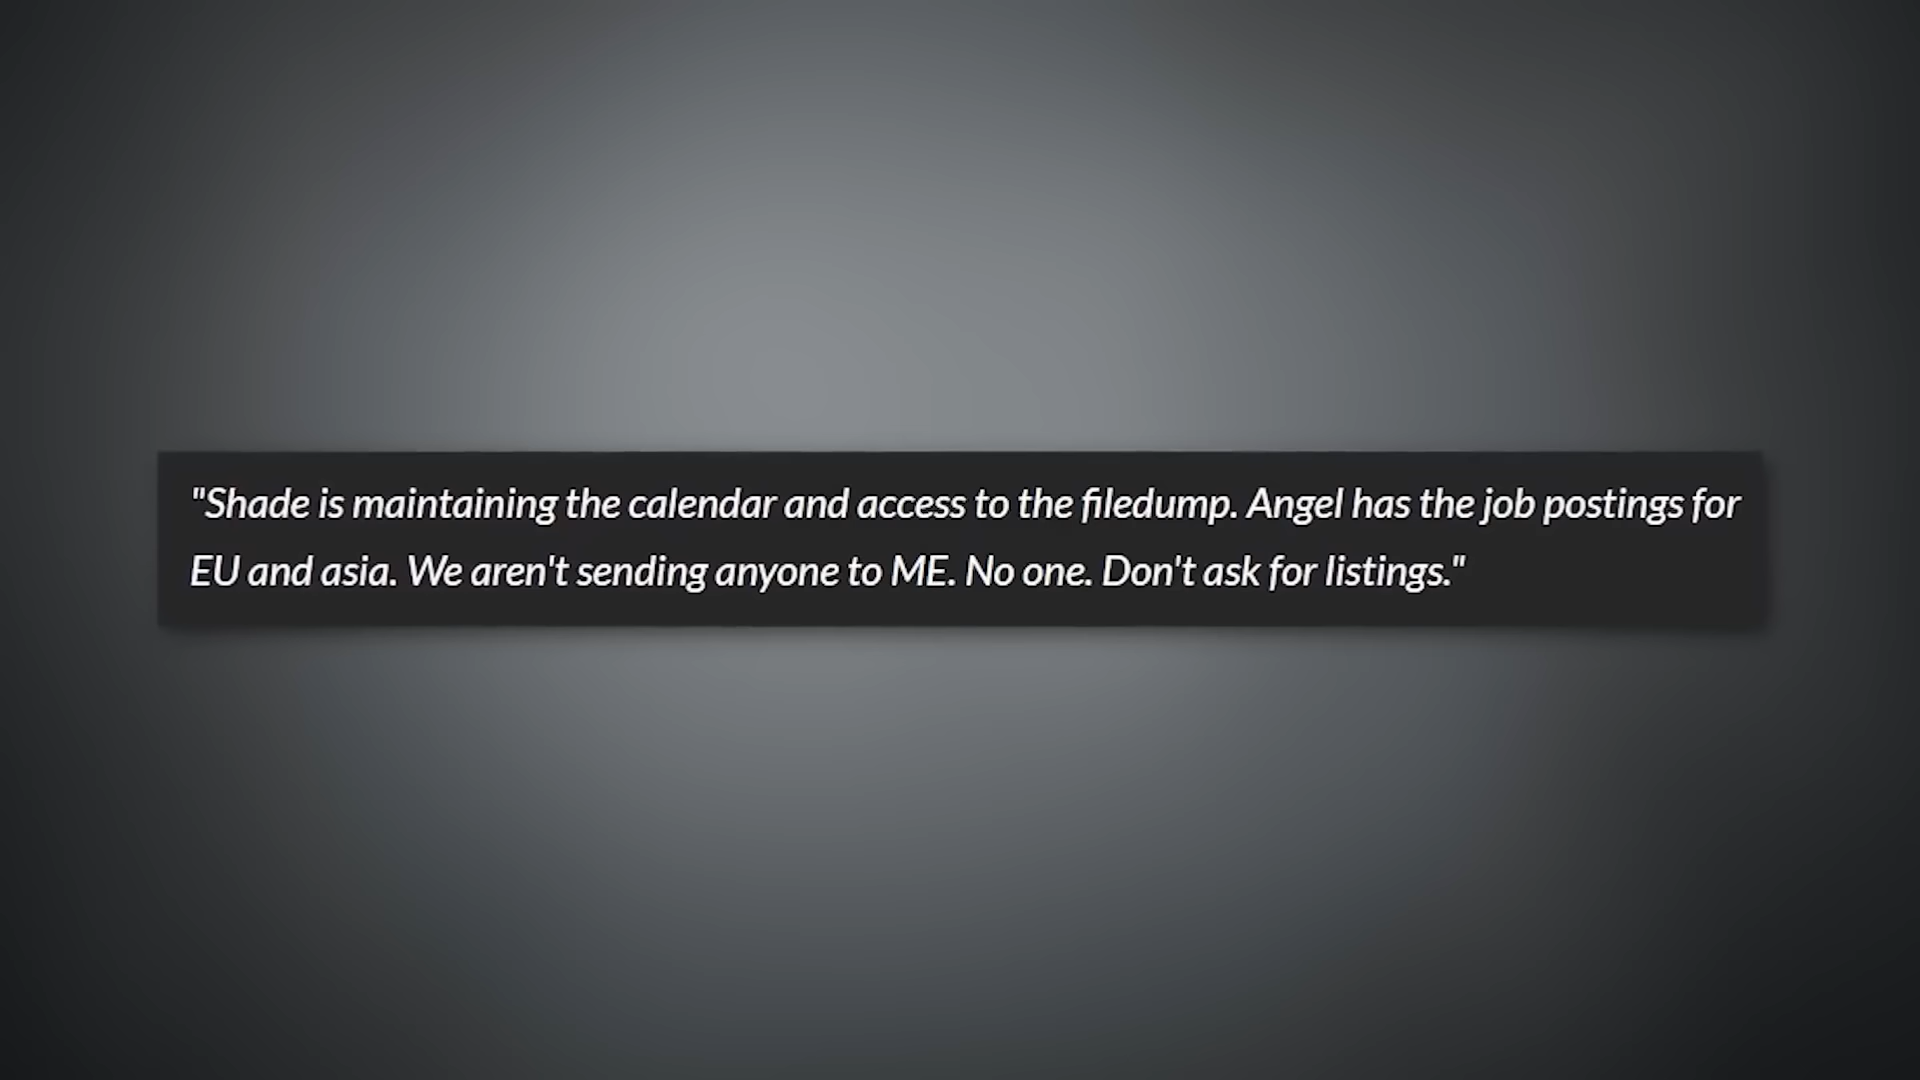 "Shade is maintaining the calendar and access to the filedump. Angel has the job postings for
EU and asia. We aren't sending anyone to ME. No one. Don't ask for listings."